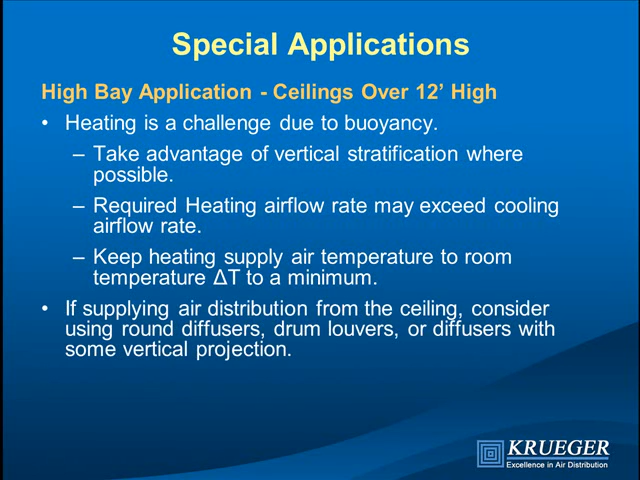 Special Applications
High Bay Application - Ceilings Over 12’ High
• Heating is a challenge due to buoyancy.
– Take advantage of vertical stratification where
possible.
– Required Heating airflow rate may exceed cooling
airflow rate.
– Keep heating supply air temperature to room
temperature ΔT to a minimum.
• If supplying air distribution from the ceiling, consider
using round diffusers, drum louvers, or diffusers with
some vertical projection.
KRUEGER
Excellence in Air Distribution